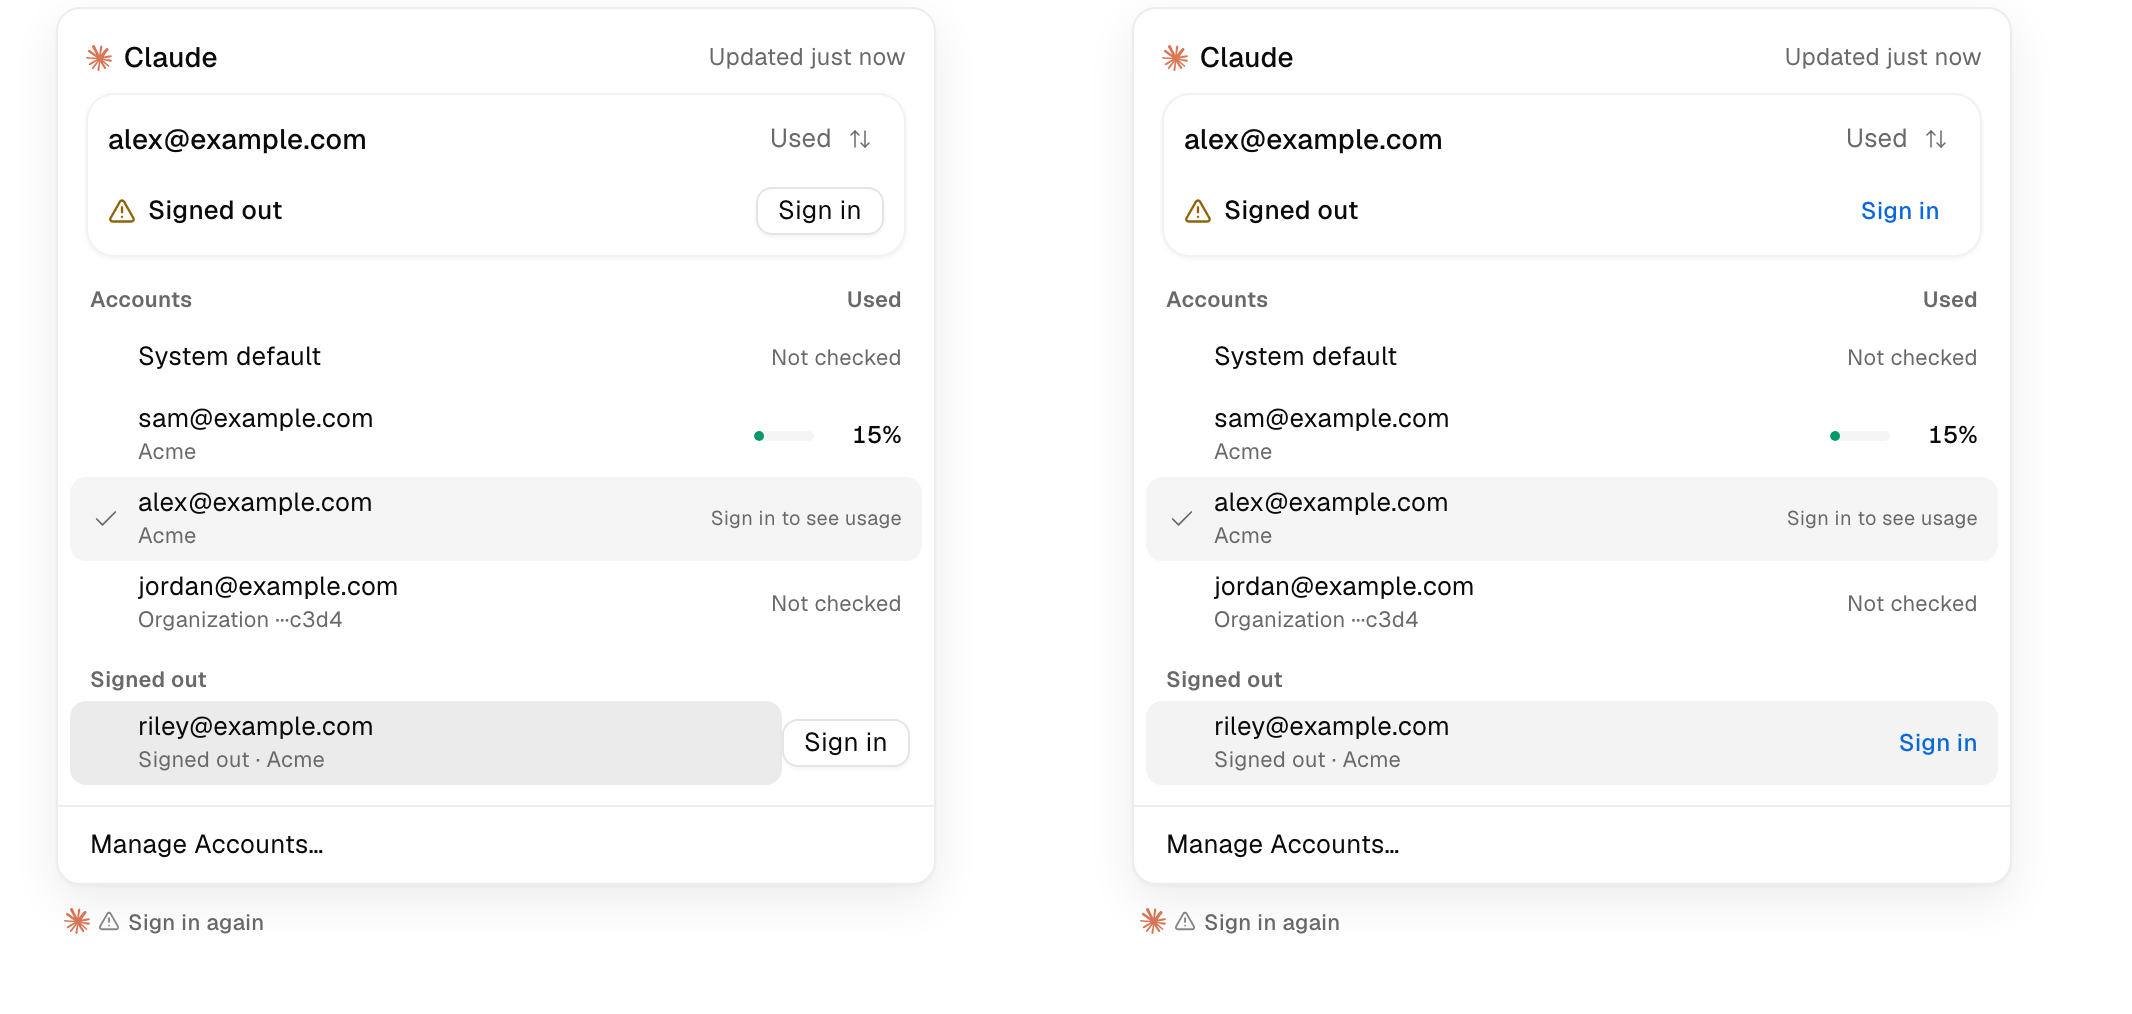 Claude
Updated just now
alex@example.com
Used
Signed out
Sign in
Accounts
Used
System default
Not checked
sam@example.com
Acme
15%
alex@example.com
Acme
Sign in to see usage
jordan@example.com
Organization ···c3d4
Not checked
Signed out
riley@example.com
Signed out · Acme
Sign in
Manage Accounts…
Sign in again
Claude
Updated just now
alex@example.com
Used
Signed out
Sign in
Accounts
Used
System default
Not checked
sam@example.com
Acme
15%
alex@example.com
Acme
Sign in to see usage
jordan@example.com
Organization ···c3d4
Not checked
Signed out
riley@example.com
Signed out · Acme
Sign in
Manage Accounts…
Sign in again